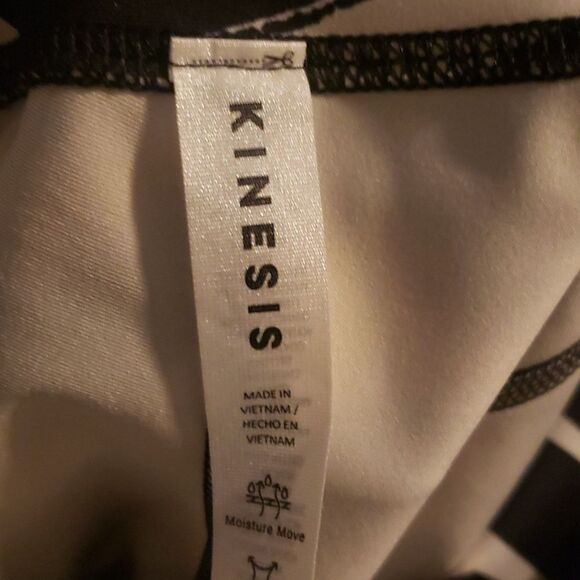 KINESIS
MADE IN
VIETNAM /
HECHO EN
VIETNAM
Moisture Move